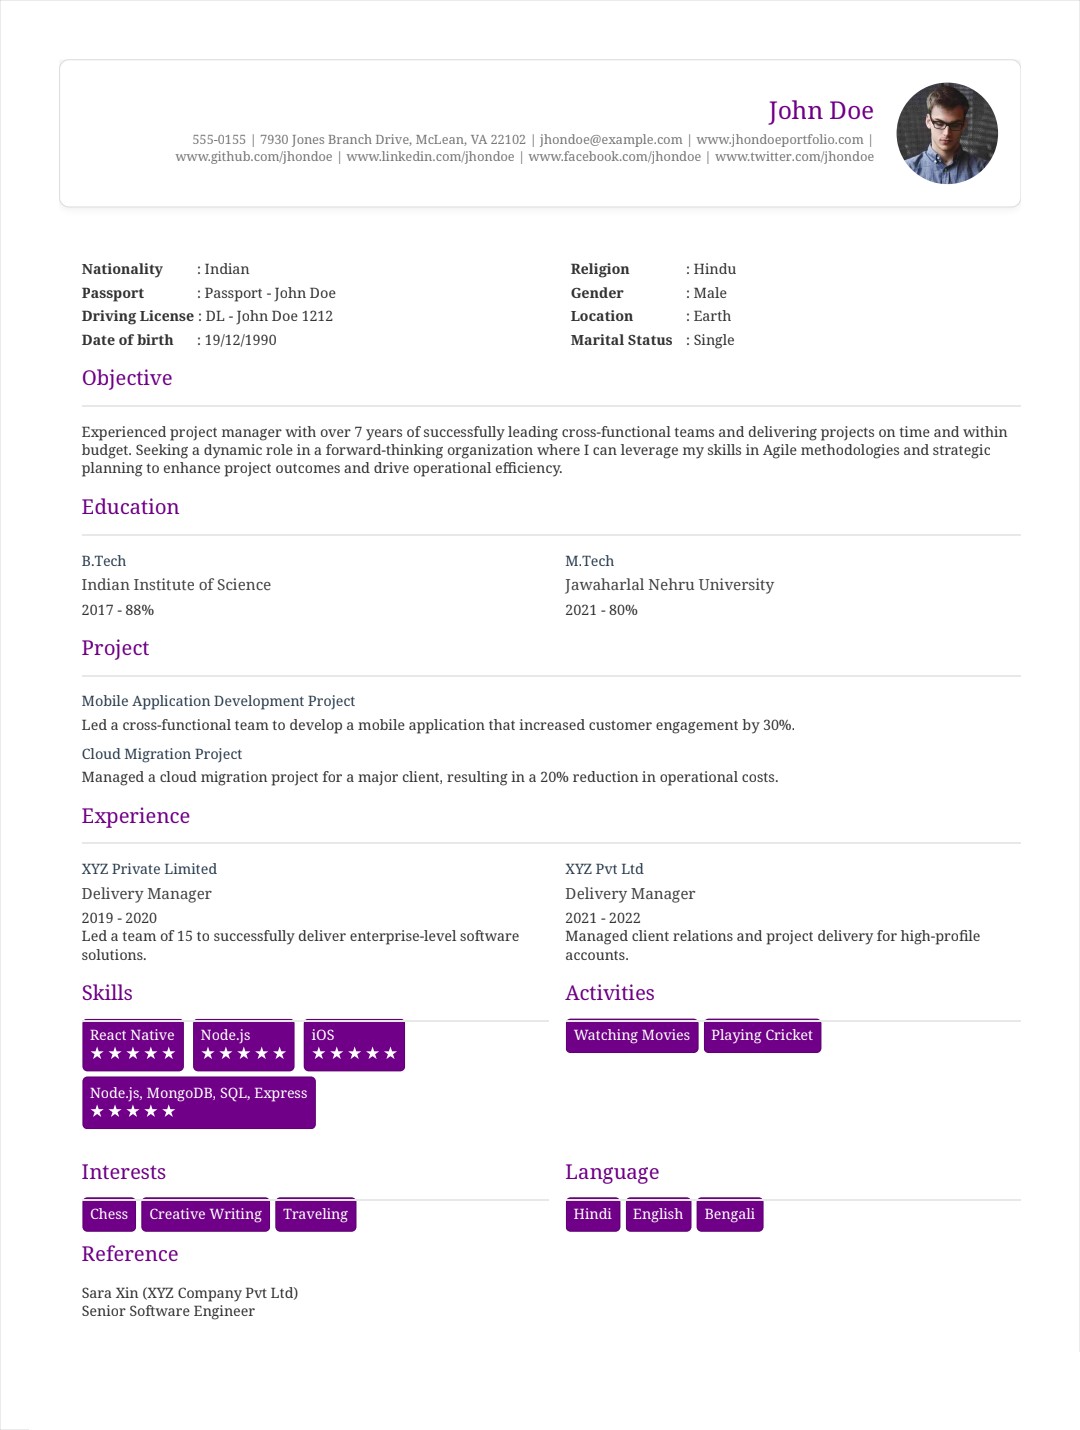 John Doe
555-0155 | 7930 Jones Branch Drive, McLean, VA 22102 | jhondoe@example.com | www.jhondoeportfolio.com |
www.github.com/jhondoe | www.linkedin.com/jhondoe | www.facebook.com/jhondoe | www.twitter.com/jhondoe
Nationality : Indian
Passport : Passport - John Doe
Driving License : DL - John Doe 1212
Date of birth : 19/12/1990
Religion : Hindu
Gender : Male
Location : Earth
Marital Status : Single
Objective
Experienced project manager with over 7 years of successfully leading cross-functional teams and delivering projects on time and within
budget. Seeking a dynamic role in a forward-thinking organization where I can leverage my skills in Agile methodologies and strategic
planning to enhance project outcomes and drive operational efficiency.
Education
B.Tech
Indian Institute of Science
2017 - 88%
M.Tech
Jawaharlal Nehru University
2021 - 80%
Project
Mobile Application Development Project
Led a cross-functional team to develop a mobile application that increased customer engagement by 30%.
Cloud Migration Project
Managed a cloud migration project for a major client, resulting in a 20% reduction in operational costs.
Experience
XYZ Private Limited
Delivery Manager
2019 - 2020
Led a team of 15 to successfully deliver enterprise-level software
solutions.
XYZ Pvt Ltd
Delivery Manager
2021 - 2022
Managed client relations and project delivery for high-profile
accounts.
Skills
React Native
★ ★ ★ ★ ★
Node.js
★ ★ ★ ★ ★
iOS
★ ★ ★ ★ ★
Node.js, MongoDB, SQL, Express
★ ★ ★ ★ ★
Activities
Watching Movies
Playing Cricket
Interests
Chess
Creative Writing
Traveling
Language
Hindi
English
Bengali
Reference
Sara Xin (XYZ Company Pvt Ltd)
Senior Software Engineer